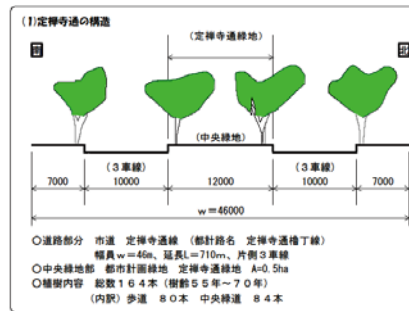 (1)定禅寺通の構造
(定禅寺通緑地)
南
北
(中央緑地)
(3車線)
(3車線)
7000
10000
12000
10000
7000
w=46000
○道路部分 市道 定禅寺通線 (都計路名 定禅寺通櫓丁線)
幅員w=46m、延長L=710m、片側3車線
○中央緑地部 都市計画緑地 定禅寺通緑地 A=0.5ha
○植樹内容 総数164本(樹齢55年~70年)
(内訳)歩道 80本 中央緑道 84本